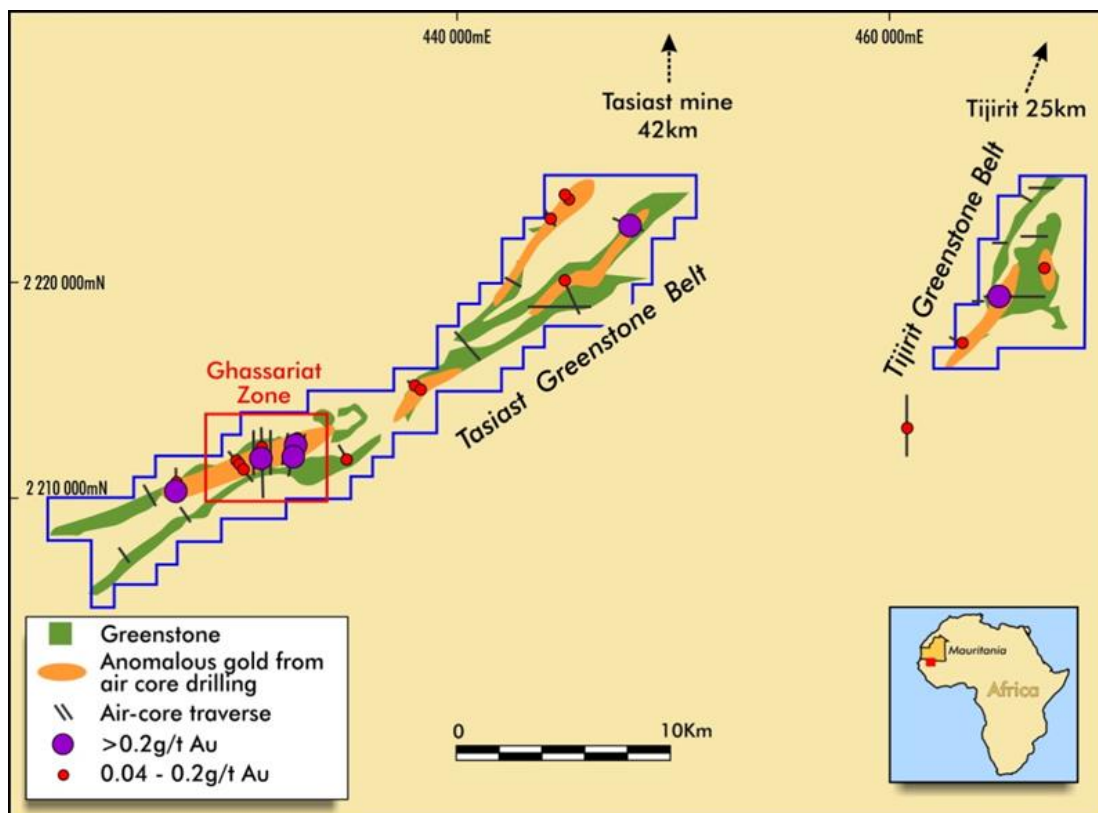 440 000mE
460 000mE
Tasiast mine
42km
Tijirit 25km
Tijirit Greenstone Belt
2 220 000mN
Tasiast Greenstone Belt
Ghassariat
Zone
2 210 000mN
Greenstone
Anomalous gold from
air core drilling
Air-core traverse
>0.2g/t Au
0.04 - 0.2g/t Au
0
10Km
Mauritania
Africa